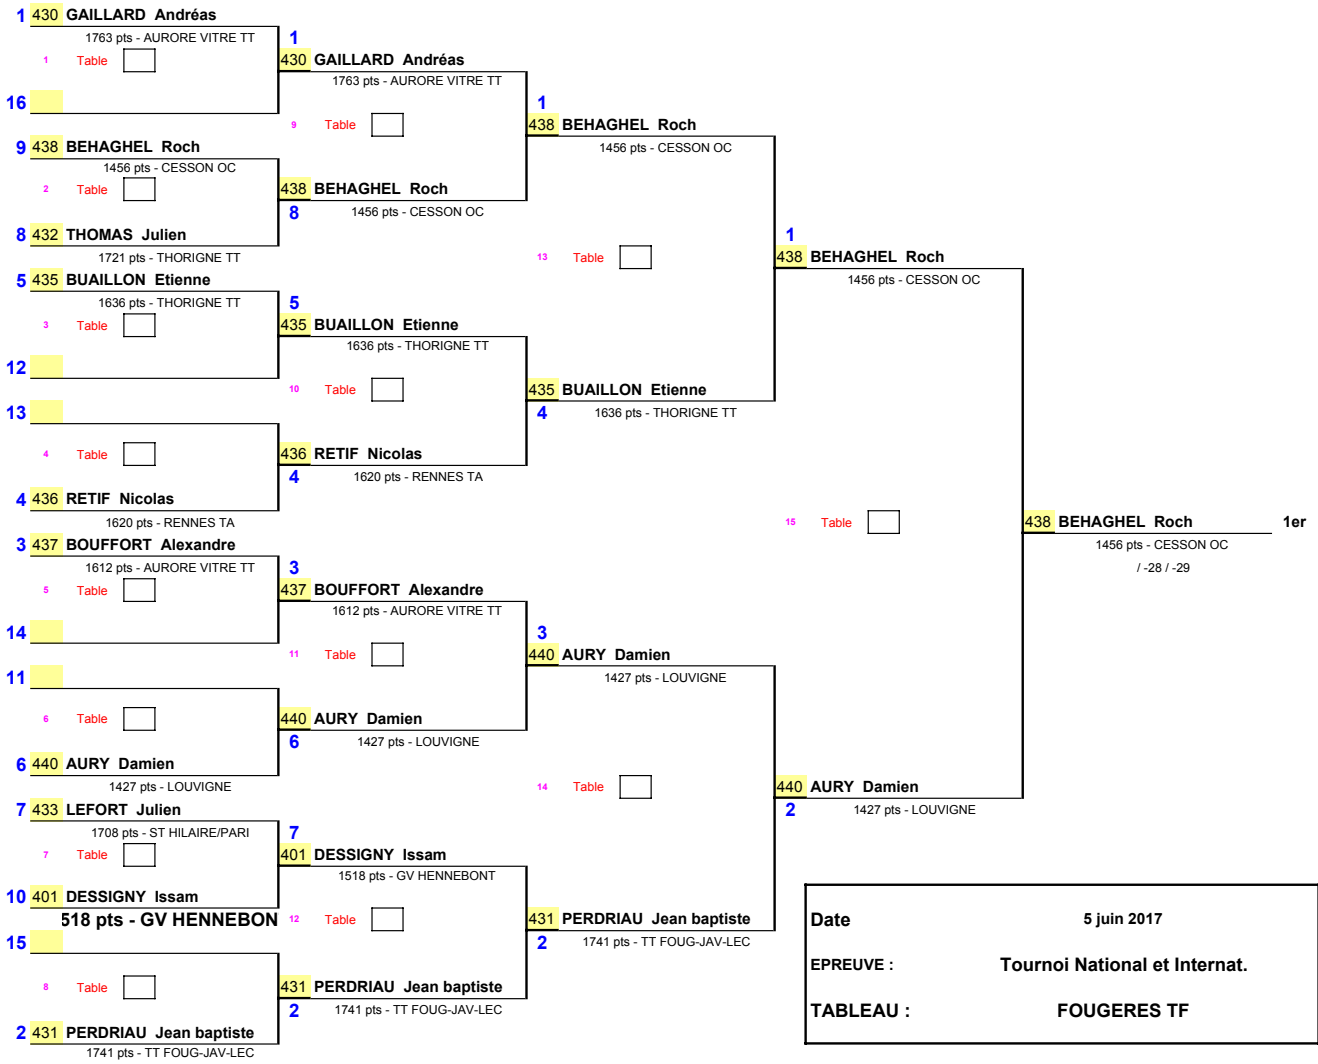 1 430 GAILLARD Andréas
1763 pts - AURORE VITRE TT
1 Table
16
9 438 BEHAGHEL Roch
1456 pts - CESSON OC
2 Table
8 432 THOMAS Julien
1721 pts - THORIGNE TT
5 435 BUAILLON Etienne
1636 pts - THORIGNE TT
3 Table
12
13
4 Table
4 436 RETIF Nicolas
1620 pts - RENNES TA
3 437 BOUFFORT Alexandre
1612 pts - AURORE VITRE TT
5 Table
14
11
6 Table
6 440 AURY Damien
1427 pts - LOUVIGNE
7 433 LEFORT Julien
1708 pts - ST HILAIRE/PARI
7 Table
10 401 DESSIGNY Issam
518 pts - GV HENNEBON
15
8 Table
2 431 PERDRIAU Jean baptiste
1741 pts - TT FOUG-JAV-LEC
1
430 GAILLARD Andréas
1763 pts - AURORE VITRE TT
9 Table
438 BEHAGHEL Roch
8
1456 pts - CESSON OC
5
435 BUAILLON Etienne
1636 pts - THORIGNE TT
10 Table
436 RETIF Nicolas
4
1620 pts - RENNES TA
3
437 BOUFFORT Alexandre
1612 pts - AURORE VITRE TT
11 Table
440 AURY Damien
6
1427 pts - LOUVIGNE
7
401 DESSIGNY Issam
1518 pts - GV HENNEBONT
12 Table
431 PERDRIAU Jean baptiste
2
1741 pts - TT FOUG-JAV-LEC
1
438 BEHAGHEL Roch
1456 pts - CESSON OC
13 Table
435 BUAILLON Etienne
4
1636 pts - THORIGNE TT
3
440 AURY Damien
1427 pts - LOUVIGNE
14 Table
431 PERDRIAU Jean baptiste
2
1741 pts - TT FOUG-JAV-LEC
1
438 BEHAGHEL Roch
1456 pts - CESSON OC
15 Table
440 AURY Damien
2
1427 pts - LOUVIGNE
438 BEHAGHEL Roch 1er
1456 pts - CESSON OC
/ -28 / -29
Date 5 juin 2017
EPREUVE : Tournoi National et Internat.
TABLEAU : FOUGERES TF